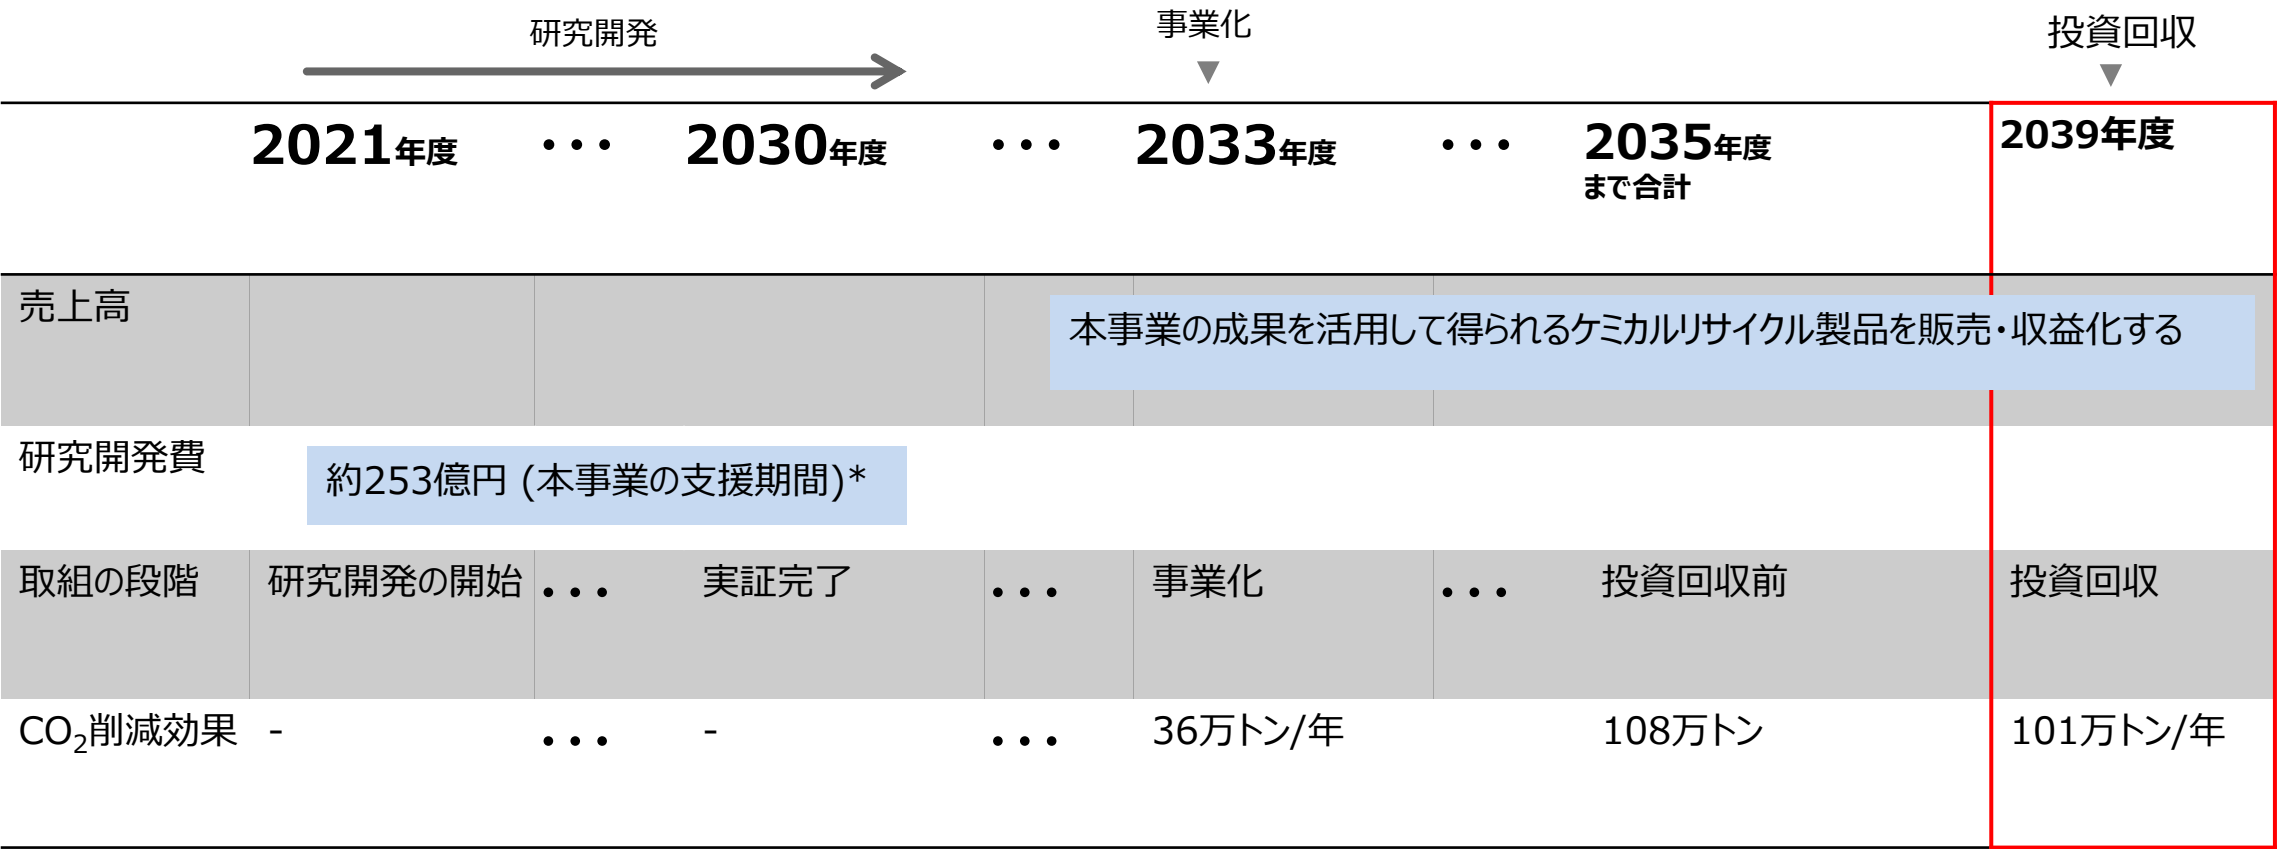 研究開発
事業化
▼
投資回収
▼
2021年度 ・・・ 2030年度 ・・・ 2033年度 ・・・ 2035年度 2039年度
まで合計
売上高
本事業の成果を活用して得られるケミカルリサイクル製品を販売・収益化する
研究開発費
約253億円 (本事業の支援期間)*
取組の段階 研究開発の開始 ・・・ 実証完了 ・・・ 事業化 ・・・ 投資回収前 投資回収
CO₂削減効果 - ・・・ - ・・・ 36万トン/年 108万トン 101万トン/年